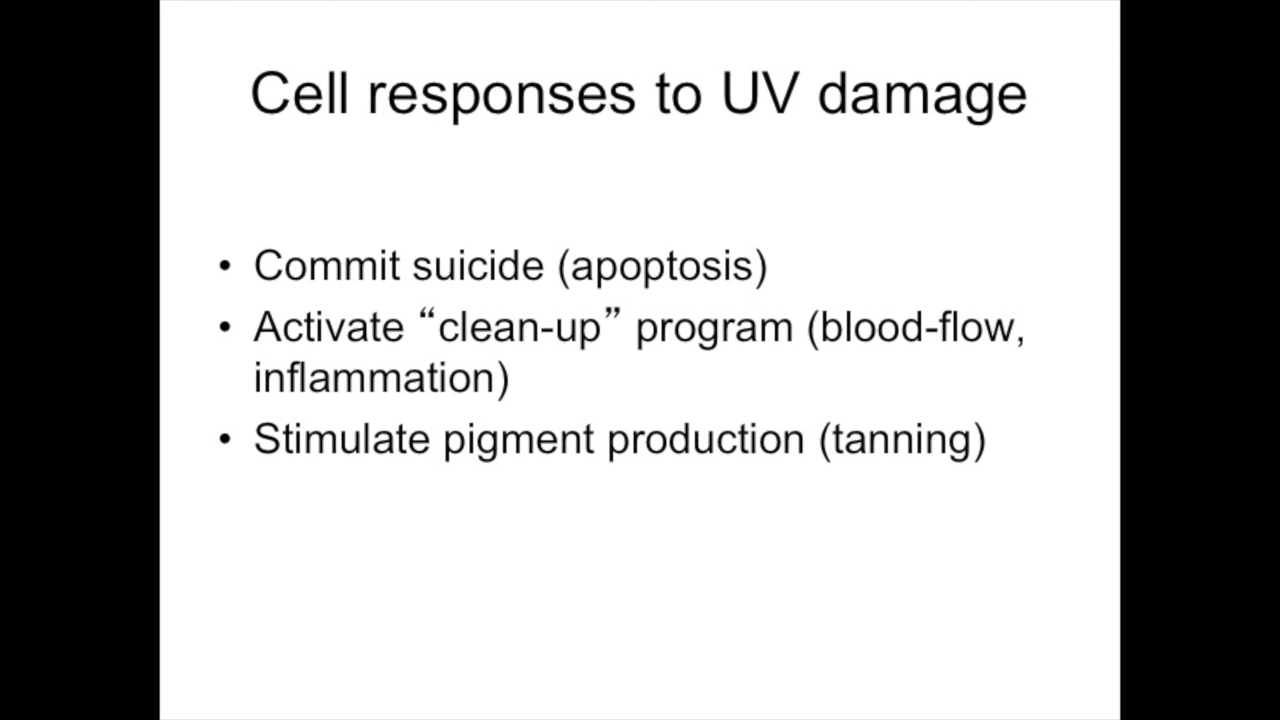 Cell responses to UV damage
• Commit suicide (apoptosis)
• Activate “clean-up” program (blood-flow,
inflammation)
• Stimulate pigment production (tanning)